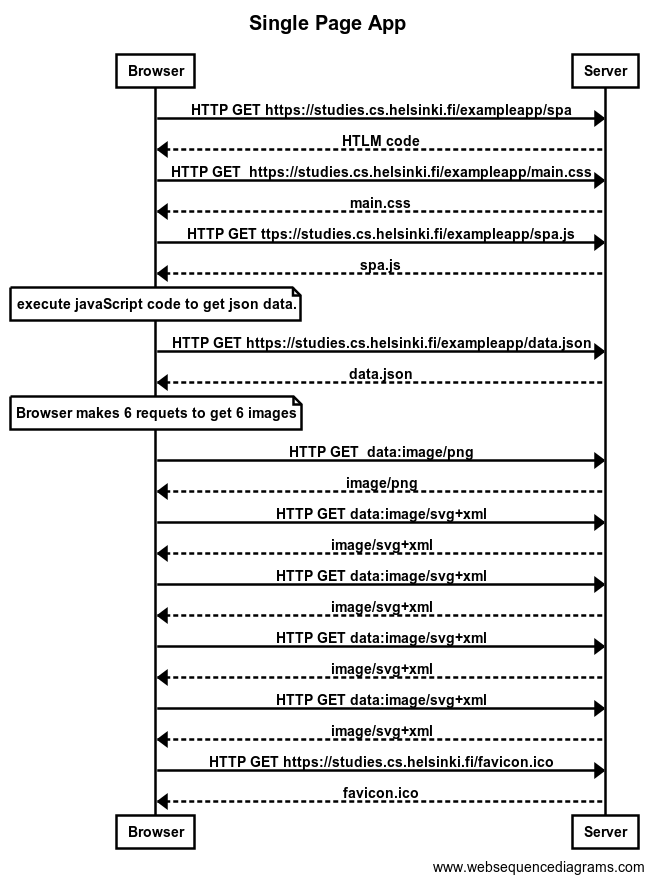 Single Page App
Browser Server
HTTP GET https://studies.cs.helsinki.fi/exampleapp/spa
HTLM code
HTTP GET  https://studies.cs.helsinki.fi/exampleapp/main.css
main.css
HTTP GET ttps://studies.cs.helsinki.fi/exampleapp/spa.js
spa.js
execute javaScript code to get json data.
HTTP GET https://studies.cs.helsinki.fi/exampleapp/data.json
data.json
Browser makes 6 requets to get 6 images
HTTP GET  data:image/png
image/png
HTTP GET data:image/svg+xml
image/svg+xml
HTTP GET data:image/svg+xml
image/svg+xml
HTTP GET data:image/svg+xml
image/svg+xml
HTTP GET data:image/svg+xml
image/svg+xml
HTTP GET https://studies.cs.helsinki.fi/favicon.ico
favicon.ico
Browser Server
www.websequencediagrams.com